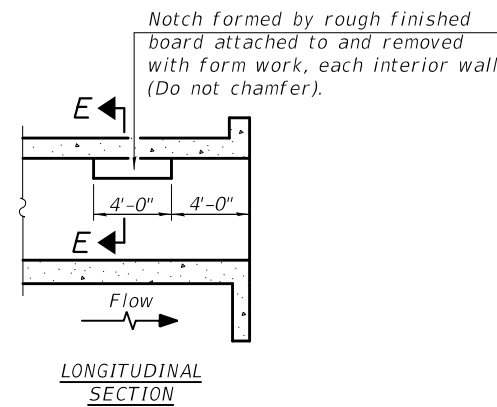 Notch formed by rough finished
board attached to and removed
with form work, each interior wall
(Do not chamfer).
E
4'-0" 4'-0"
E
Flow
LONGITUDINAL
SECTION